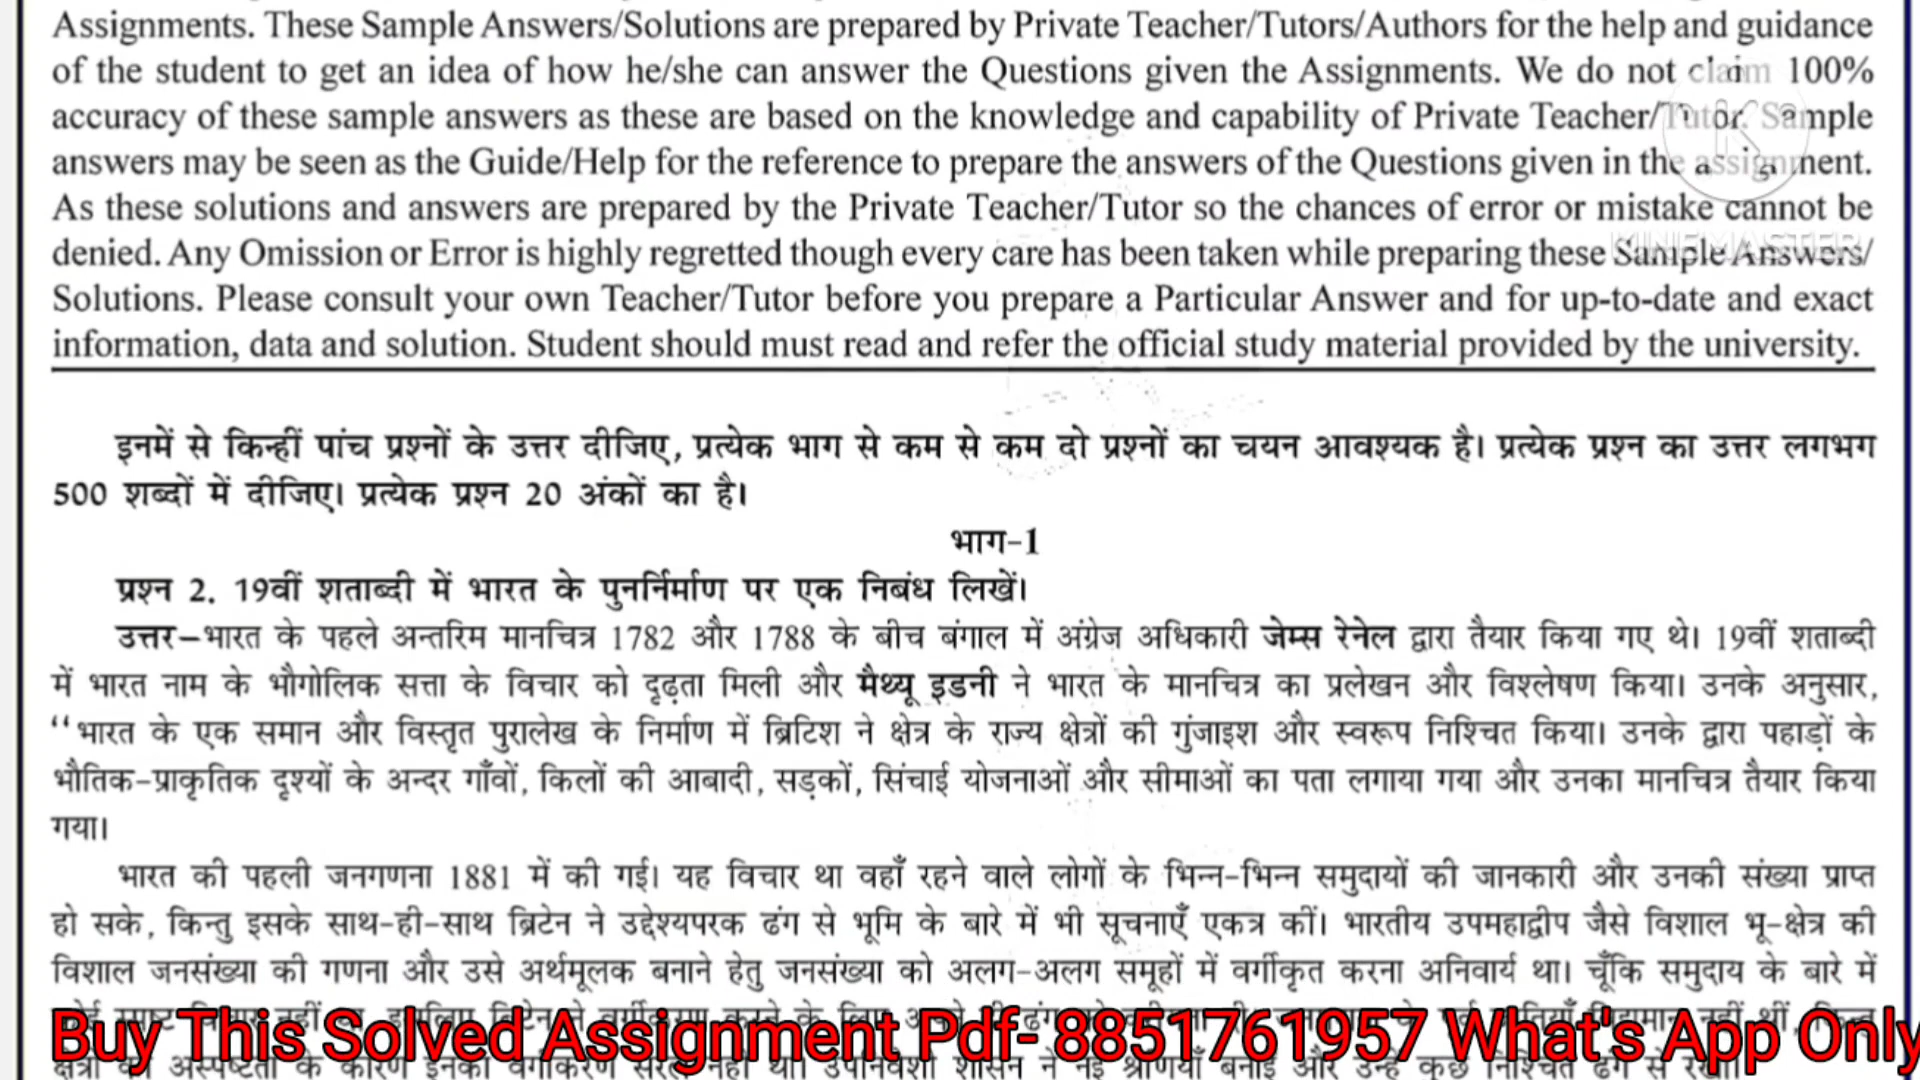 Assignments. These Sample Answers/Solutions are prepared by Private Teacher/Tutors/Authors for the help and guidance
of the student to get an idea of how he/she can answer the Questions given the Assignments. We do not claim 100%
accuracy of these sample answers as these are based on the knowledge and capability of Private Teacher/Tutor. Sample
answers may be seen as the Guide/Help for the reference to prepare the answers of the Questions given in the assignment.
As these solutions and answers are prepared by the Private Teacher/Tutor so the chances of error or mistake cannot be
KINEMASTER
denied. Any Omission or Error is highly regretted though every care has been taken while preparing these Sample Answers/
Solutions. Please consult your own Teacher/Tutor before you prepare a Particular Answer and for up-to-date and exact
information, data and solution. Student should must read and refer the official study material provided by the university.
इनमें से किन्हीं पांच प्रश्नों के उत्तर दीजिए, प्रत्येक भाग से कम से कम दो प्रश्नों का चयन आवश्यक है। प्रत्येक प्रश्न का उत्तर लगभग
500 शब्दों में दीजिए। प्रत्येक प्रश्न 20 अंकों का है।
भाग-1
प्रश्न 2. 19वीं शताब्दी में भारत के पुनर्निर्माण पर एक निबंध लिखें।
उत्तर–भारत के पहले अन्तरिम मानचित्र 1782 और 1788 के बीच बंगाल में अंग्रेज अधिकारी जेम्स रेनेल द्वारा तैयार किया गए थे। 19वीं शताब्दी
में भारत नाम के भौगोलिक सत्ता के विचार को दृढ़ता मिली और मैथ्यू इडनी ने भारत के मानचित्र का प्रलेखन और विश्लेषण किया। उनके अनुसार,
‘‘भारत के एक समान और विस्तृत पुरालेख के निर्माण में ब्रिटिश ने क्षेत्र के राज्य क्षेत्रों की गुंजाइश और स्वरूप निश्चित किया। उनके द्वारा पहाड़ों के
भौतिक-प्राकृतिक दृश्यों के अन्दर गाँवों, किलों की आबादी, सड़कों, सिंचाई योजनाओं और सीमाओं का पता लगाया गया और उनका मानचित्र तैयार किया
गया।
भारत की पहली जनगणना 1881 में की गई। यह विचार था वहाँ रहने वाले लोगों के भिन्न-भिन्न समुदायों की जानकारी और उनकी संख्या प्राप्त
हो सके, किन्तु इसके साथ-ही-साथ ब्रिटेन ने उद्देश्यपरक ढंग से भूमि के बारे में भी सूचनाएँ एकत्र कीं। भारतीय उपमहाद्वीप जैसे विशाल भू-क्षेत्र की
विशाल जनसंख्या की गणना और उसे अर्थमूलक बनाने हेतु जनसंख्या को अलग-अलग समूहों में वर्गीकृत करना अनिवार्य था। चूँकि समुदाय के बारे में
Buy This Solved Assignment Pdf- 8851761957 What's App Only